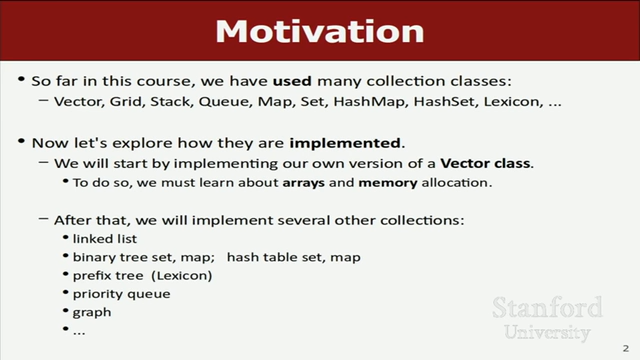 Motivation
• So far in this course, we have used many collection classes:
– Vector, Grid, Stack, Queue, Map, Set, HashMap, HashSet, Lexicon, ...
• Now let's explore how they are implemented.
– We will start by implementing our own version of a Vector class.
• To do so, we must learn about arrays and memory allocation.
– After that, we will implement several other collections:
• linked list
• binary tree set, map; hash table set, map
• prefix tree (Lexicon)
• priority queue
• graph
• ...
Stanford
University
2